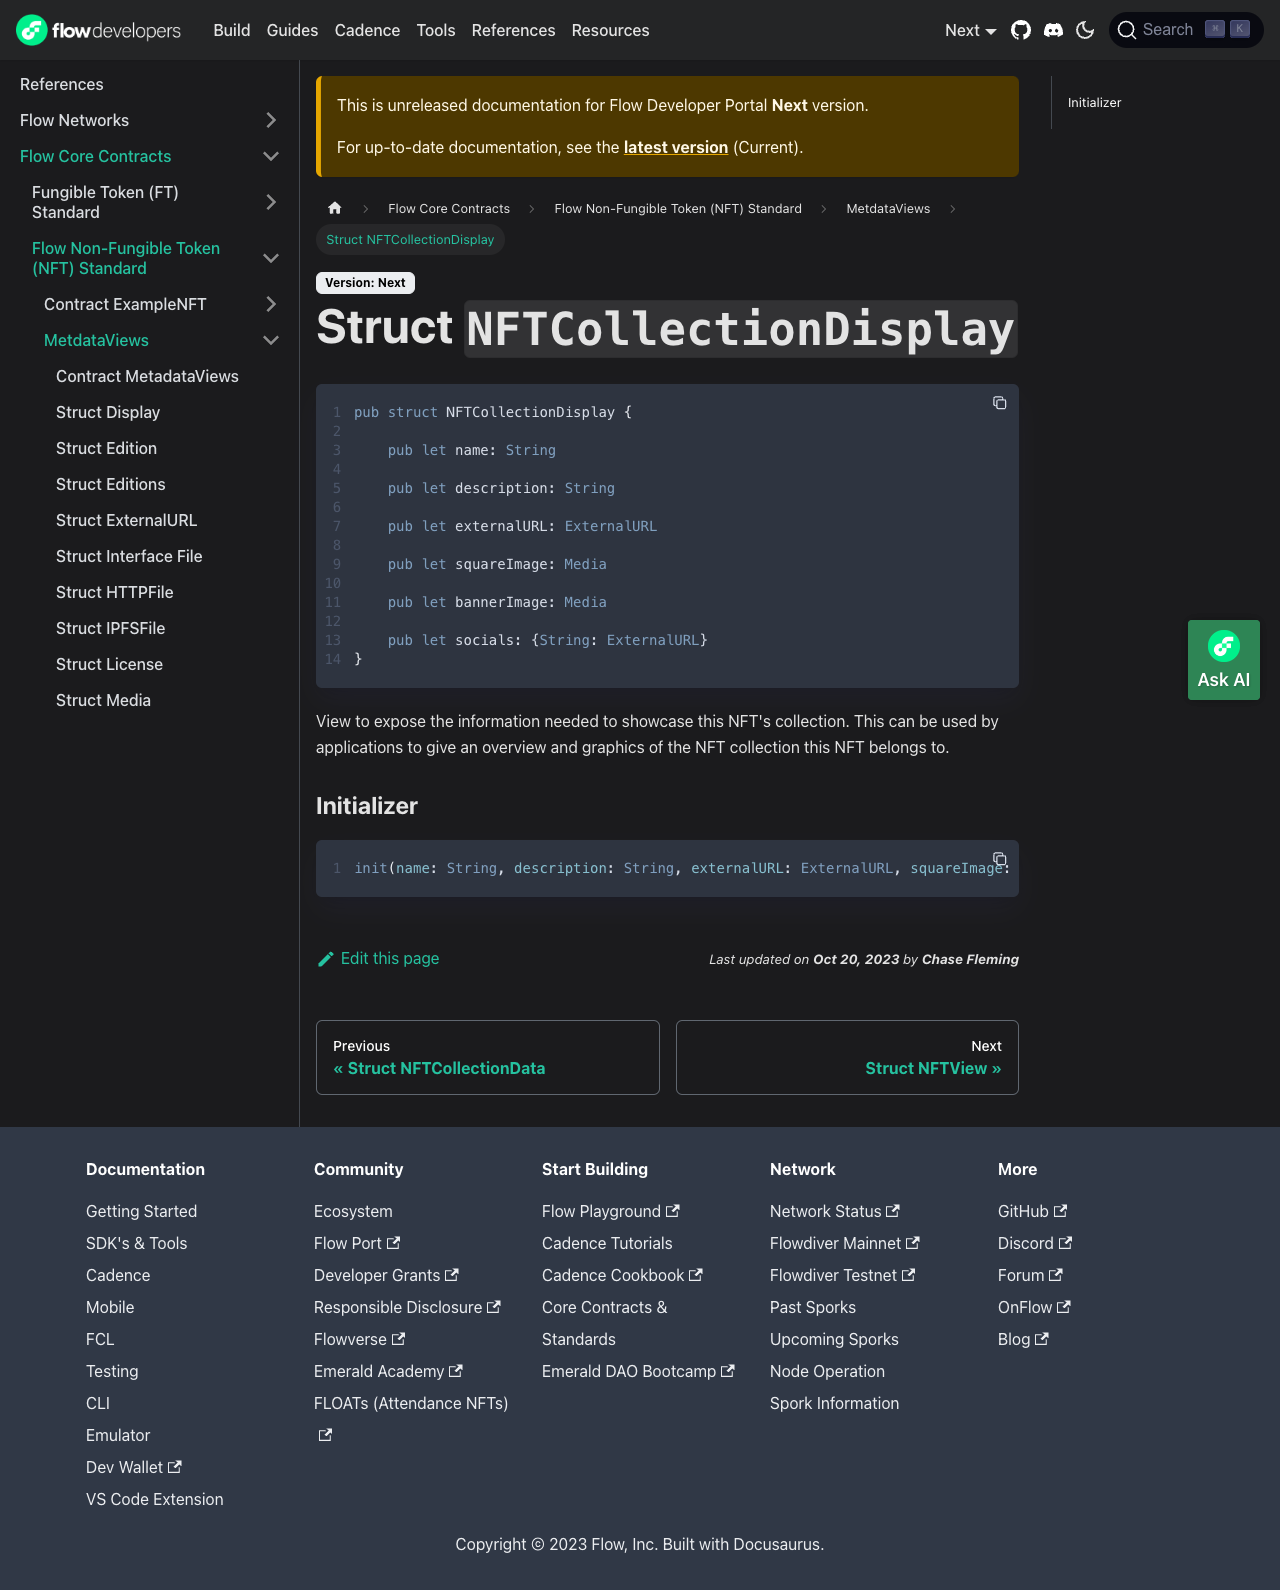 flowdevelopers Build Guides Cadence Tools References Resources Next Search ⌘ K
References
Flow Networks
Flow Core Contracts
Fungible Token (FT)
Standard
Flow Non-Fungible Token
(NFT) Standard
Contract ExampleNFT
MetdataViews
Contract MetadataViews
Struct Display
Struct Edition
Struct Editions
Struct ExternalURL
Struct Interface File
Struct HTTPFile
Struct IPFSFile
Struct License
Struct Media
This is unreleased documentation for Flow Developer Portal Next version.
For up-to-date documentation, see the latest version (Current).
Flow Core Contracts Flow Non-Fungible Token (NFT) Standard MetdataViews
Struct NFTCollectionDisplay
Version: Next
Struct NFTCollectionDisplay
1 pub struct NFTCollectionDisplay {
2
3 pub let name: String
4
5 pub let description: String
6
7 pub let externalURL: ExternalURL
8
9 pub let squareImage: Media
10
11 pub let bannerImage: Media
12
13 pub let socials: {String: ExternalURL}
14 }
View to expose the information needed to showcase this NFT's collection. This can be used by
applications to give an overview and graphics of the NFT collection this NFT belongs to.
Initializer
1 init(name: String, description: String, externalURL: ExternalURL, squareImage:
Edit this page
Last updated on Oct 20, 2023 by Chase Fleming
Previous
« Struct NFTCollectionData
Next
Struct NFTView »
Initializer
Ask AI
Documentation
Getting Started
SDK's & Tools
Cadence
Mobile
FCL
Testing
CLI
Emulator
Dev Wallet
VS Code Extension
Community
Ecosystem
Flow Port
Developer Grants
Responsible Disclosure
Flowverse
Emerald Academy
FLOATs (Attendance NFTs)
Start Building
Flow Playground
Cadence Tutorials
Cadence Cookbook
Core Contracts &
Standards
Emerald DAO Bootcamp
Network
Network Status
Flowdiver Mainnet
Flowdiver Testnet
Past Sporks
Upcoming Sporks
Node Operation
Spork Information
More
GitHub
Discord
Forum
OnFlow
Blog
Copyright © 2023 Flow, Inc. Built with Docusaurus.